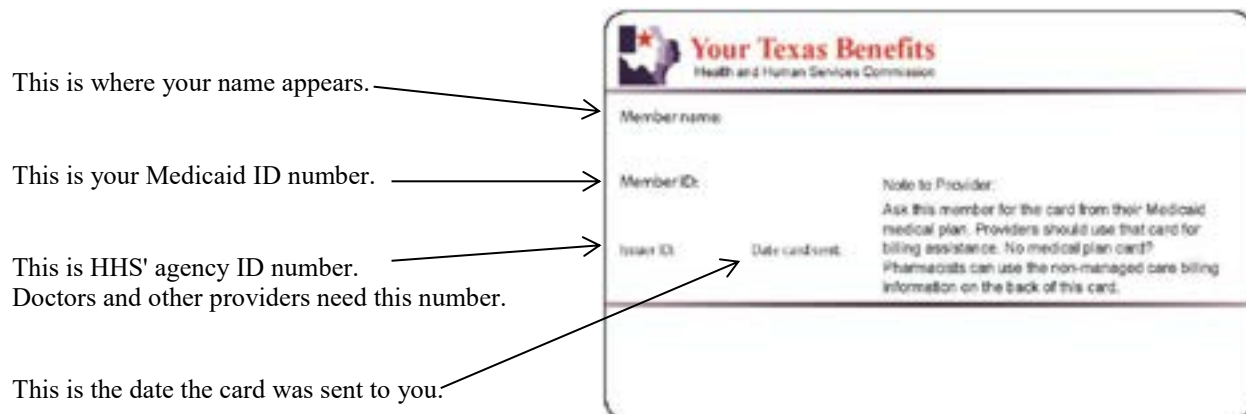 This is where your name appears.
This is your Medicaid ID number.
This is HHS' agency ID number.
Doctors and other providers need this number.
This is the date the card was sent to you.
Your Texas Benefits
Health and Human Services Commission
Member name:
Member ID:
Issuer ID:
Date card sent:
Note to Provider:
Ask this member for the card from their Medicaid
medical plan. Providers should use that card for
billing assistance. No medical plan card?
Pharmacists can use the non-managed care billing
information on the back of this card.